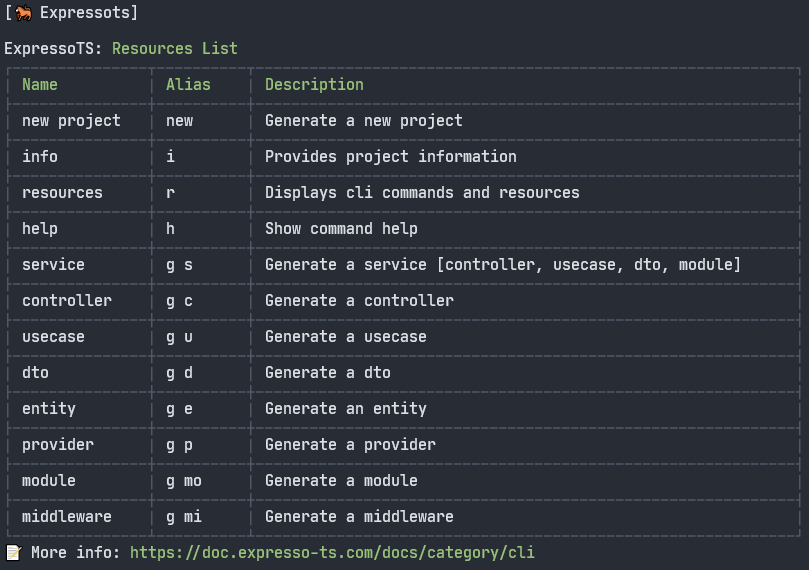 [🐎 Expressots]
ExpressoTS: Resources List
Name Alias Description
new project new Generate a new project
info i Provides project information
resources r Displays cli commands and resources
help h Show command help
service g s Generate a service [controller, usecase, dto, module]
controller g c Generate a controller
usecase g u Generate a usecase
dto g d Generate a dto
entity g e Generate an entity
provider g p Generate a provider
module g mo Generate a module
middleware g mi Generate a middleware
📝 More info: https://doc.expresso-ts.com/docs/category/cli